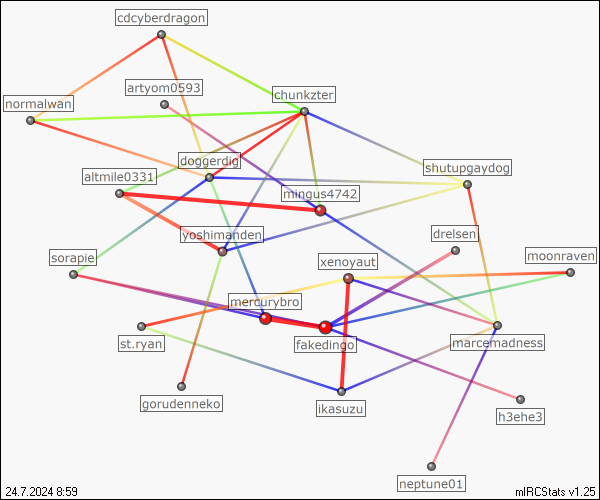 cdcyberdragon
artyom0593
chunkzter
normalwan
doggerdig
shutupgaydog
altmile0331
mingus4742
yoshimanden
drelsen
sorapie
xenoyaut
moonraven
mercurybro
st.ryan
fakedingo
marcemadness
gorudenneko
ikasuzu
h3ehe3
neptune01
24.7.2024 8:59
mIRCStats v1.25